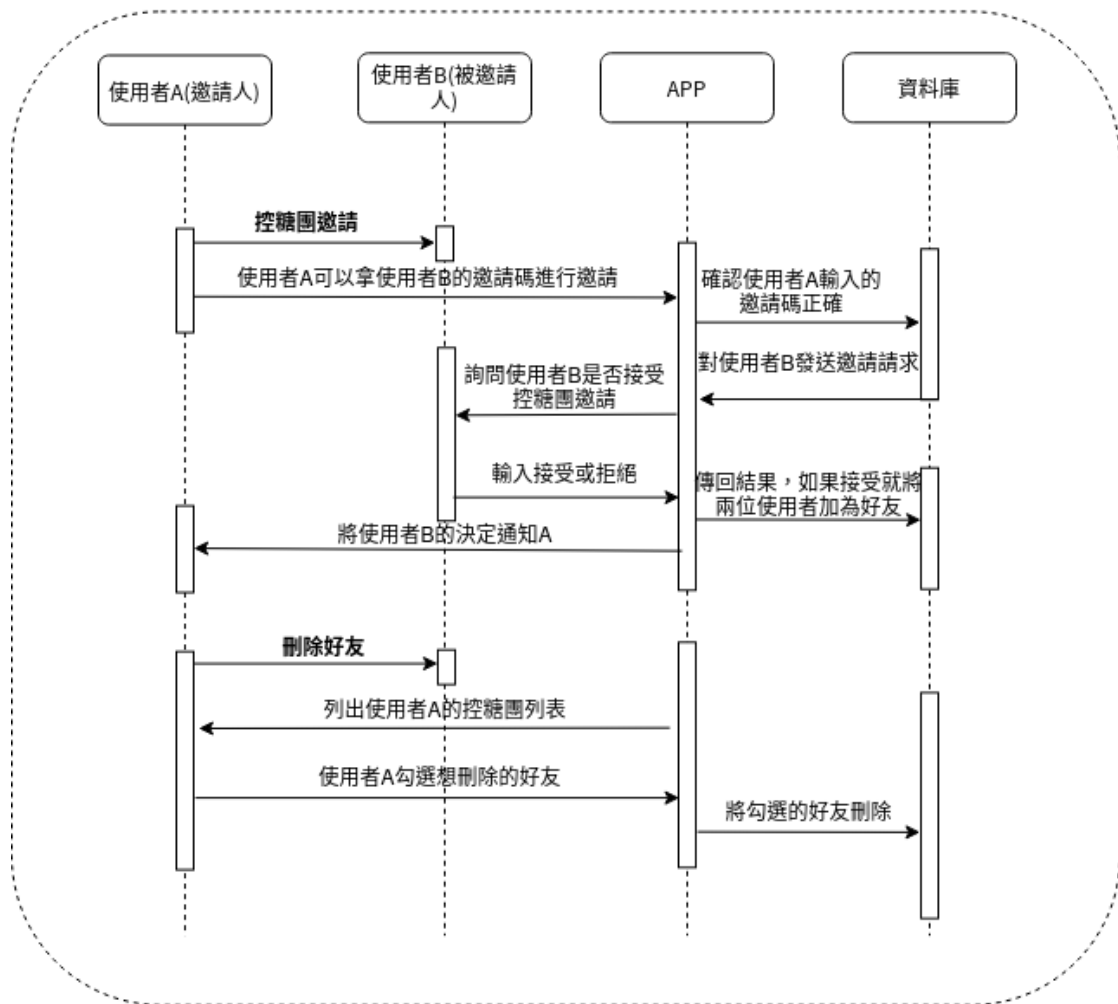 使用者A(邀請人)
使用者B(被邀請
人)
APP
資料庫
控糖團邀請
使用者A可以拿使用者B的邀請碼進行邀請
確認使用者A輸入的
邀請碼正確
對使用者B發送邀請請求
詢問使用者B是否接受
控糖團邀請
輸入接受或拒絕
傳回結果，如果接受就將
兩位使用者加為好友
將使用者B的決定通知A
刪除好友
列出使用者A的控糖團列表
使用者A勾選想刪除的好友
將勾選的好友刪除